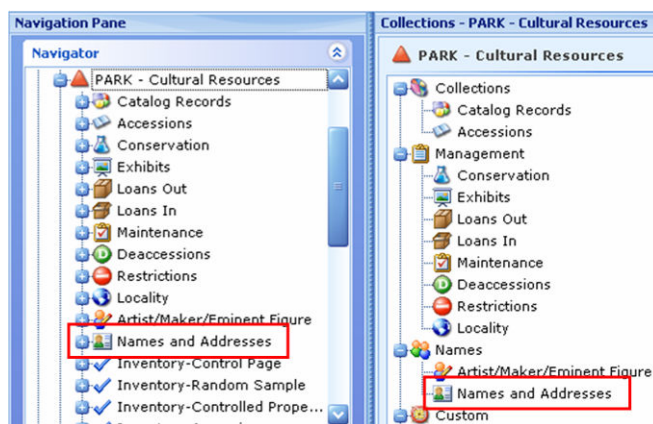 Navigation Pane
Navigator
PARK - Cultural Resources
Catalog Records
Accessions
Conservation
Exhibits
Loans Out
Loans In
Maintenance
Deaccessions
Restrictions
Locality
Artist/Maker/Eminent Figure
Names and Addresses
Inventory-Control Page
Inventory-Random Sample
Inventory-Controlled Prope...
Collections - PARK - Cultural Resources
PARK - Cultural Resources
Collections
Catalog Records
Accessions
Management
Conservation
Exhibits
Loans Out
Loans In
Maintenance
Deaccessions
Restrictions
Locality
Names
Artist/Maker/Eminent Figure
Names and Addresses
Custom